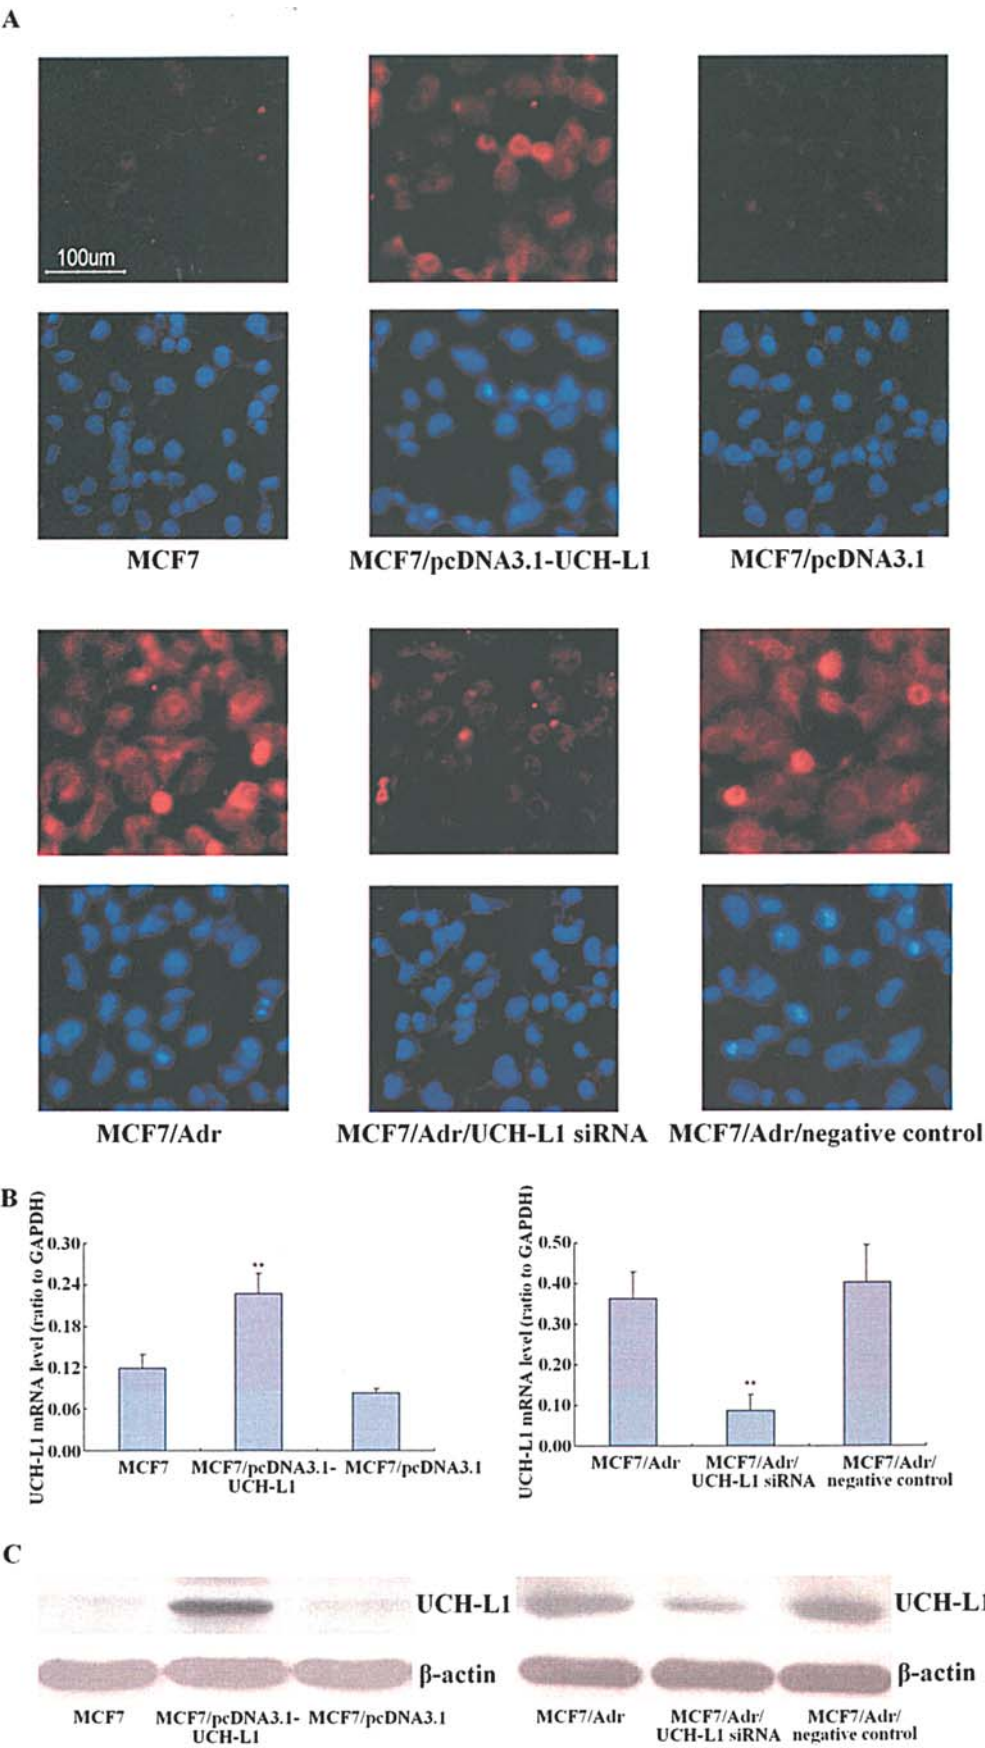 A
100um
MCF7
MCF7/pcDNA3.1-UCH-L1
MCF7/pcDNA3.1
MCF7/Adr
MCF7/Adr/UCH-L1 siRNA
MCF7/Adr/negative control
B
UCH-L1 mRNA level (ratio to GAPDH)
0.30
0.24
0.18
0.12
0.06
0.00
**
MCF7
MCF7/pcDNA3.1-
UCH-L1
MCF7/pcDNA3.1
UCH-L1 mRNA level (ratio to GAPDH)
0.50
0.40
0.30
0.20
0.10
0.00
**
MCF7/Adr
MCF7/Adr/
UCH-L1 siRNA
MCF7/Adr/
negative control
C
UCH-L1
β-actin
MCF7
MCF7/pcDNA3.1-
UCH-L1
MCF7/pcDNA3.1
UCH-L1
β-actin
MCF7/Adr
MCF7/Adr/
UCH-L1 siRNA
MCF7/Adr/
negative control